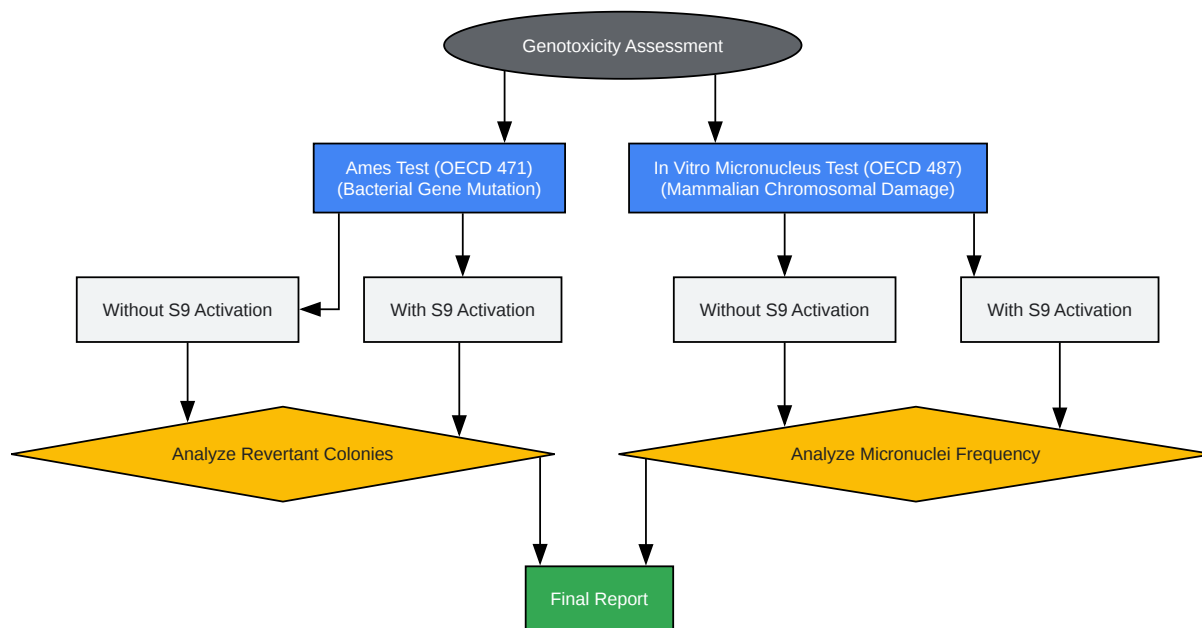 Genotoxicity Assessment
Ames Test (OECD 471)
(Bacterial Gene Mutation)
In Vitro Micronucleus Test (OECD 487)
(Mammalian Chromosomal Damage)
Without S9 Activation
With S9 Activation
Without S9 Activation
With S9 Activation
Analyze Revertant Colonies
Analyze Micronuclei Frequency
Final Report